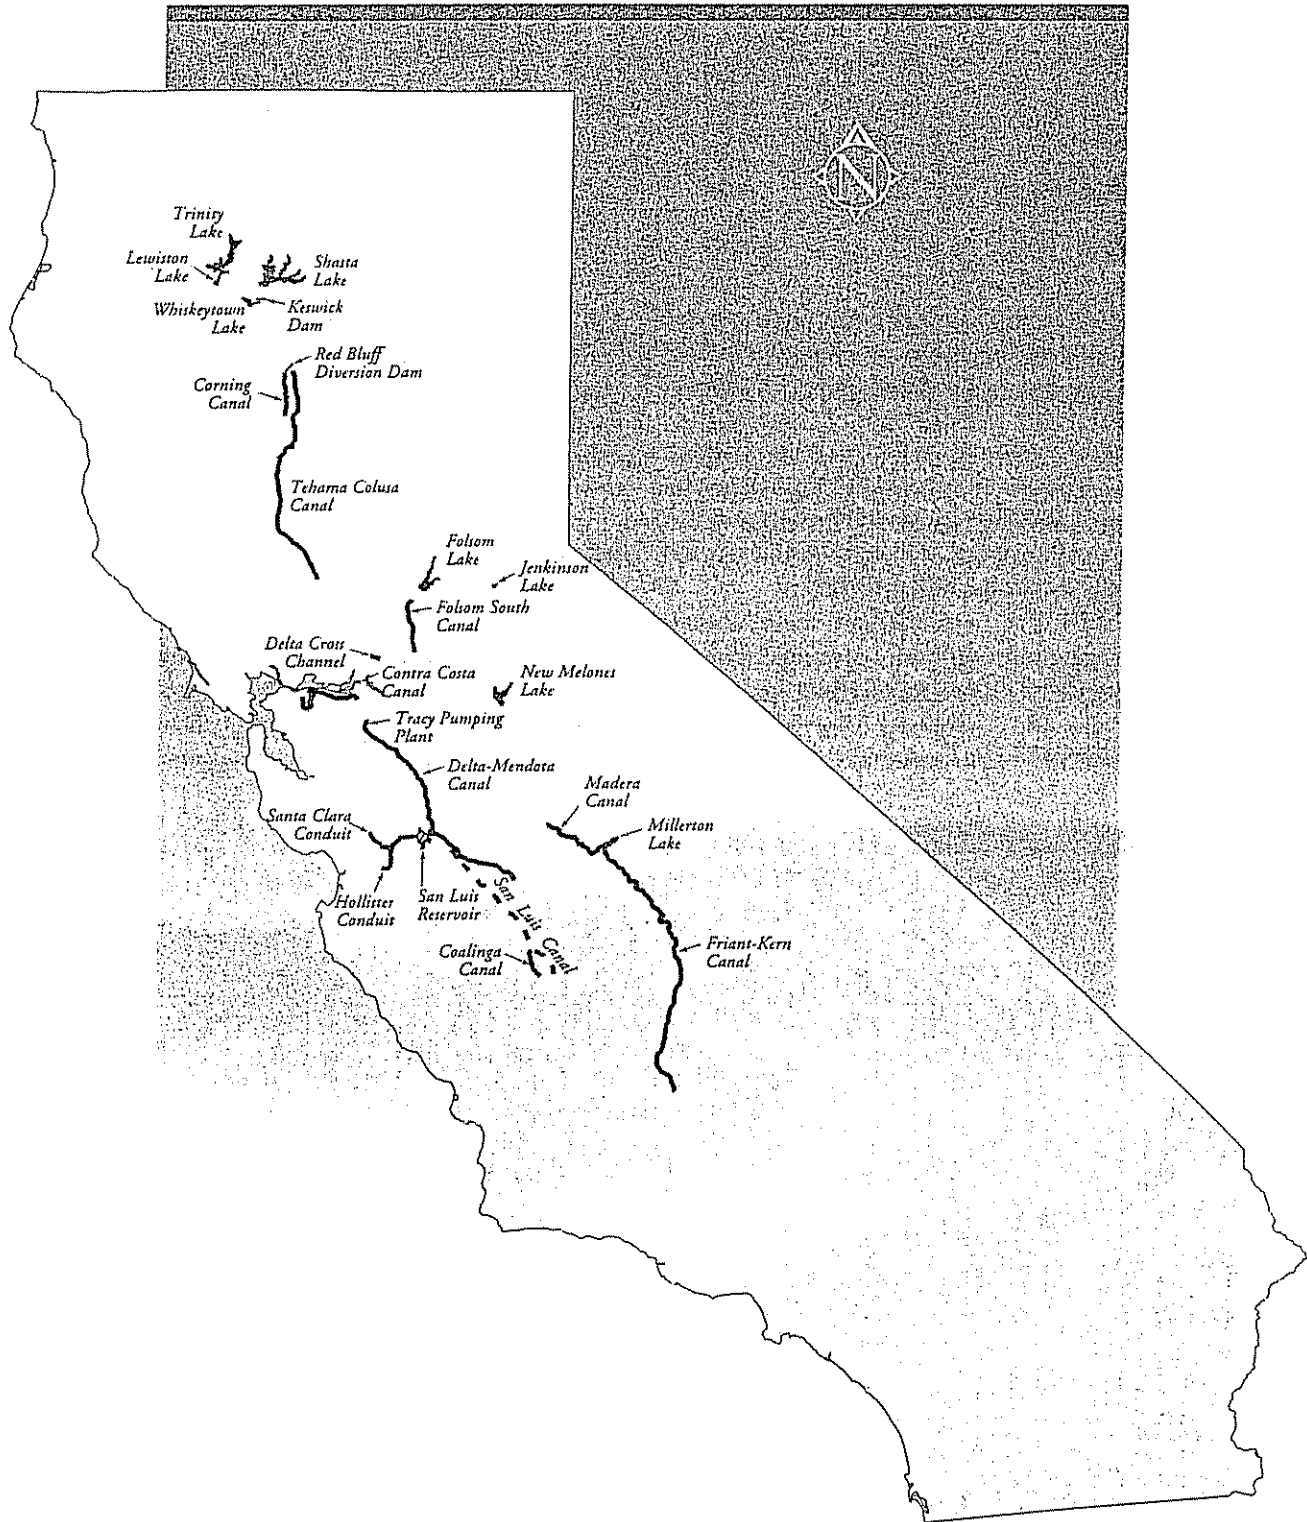 N
Trinity
Lake
Lewiston
Lake
Shasta
Lake
Whiskeytown
Lake
Keswick
Dam
Red Bluff
Diversion Dam
Corning
Canal
Tehama Colusa
Canal
Folsom
Lake
Jenkinson
Lake
Folsom South
Canal
Delta Cross
Channel
Contra Costa
Canal
New Melones
Lake
Tracy Pumping
Plant
Delta-Mendota
Canal
Madera
Canal
Millerton
Lake
Santa Clara
Conduit
Hollister
Conduit
San Luis
Reservoir
San Luis Canal
Coalinga
Canal
Friant-Kern
Canal